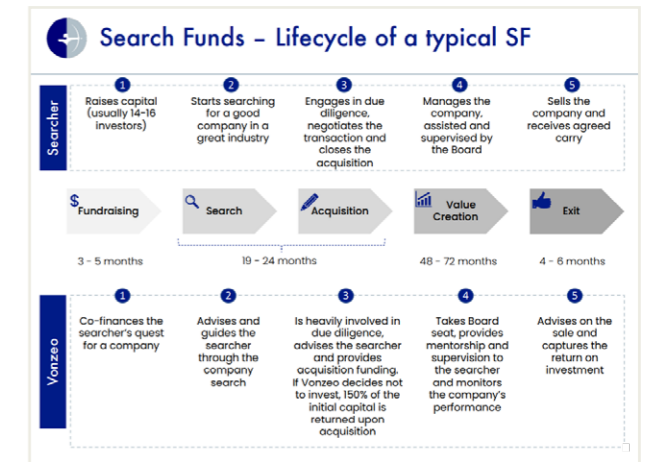 Search Funds – Lifecycle of a typical SF
Searcher
1
Raises capital
(usually 14-16
investors)
2
Starts searching
for a good
company in a
great industry
3
Engages in due
diligence,
negotiates the
transaction and
closes the
acquisition
4
Manages the
company,
assisted and
supervised by
the Board
5
Sells the
company and
receives agreed
carry
$
Fundraising
Search
Acquisition
Value
Creation
Exit
3 - 5 months
19 - 24 months
48 - 72 months
4 - 6 months
Vonzeo
1
Co-finances the
searcher's quest
for a company
2
Advises and
guides the
searcher
through the
company
search
3
Is heavily involved in
due diligence,
advises the searcher
and provides
acquisition funding.
If Vonzeo decides not
to invest, 150% of the
initial capital is
returned upon
acquisition
4
Takes Board
seat, provides
mentorship and
supervision to
the searcher
and monitors
the company's
performance
5
Advises on the
sale and
captures the
return on
investment